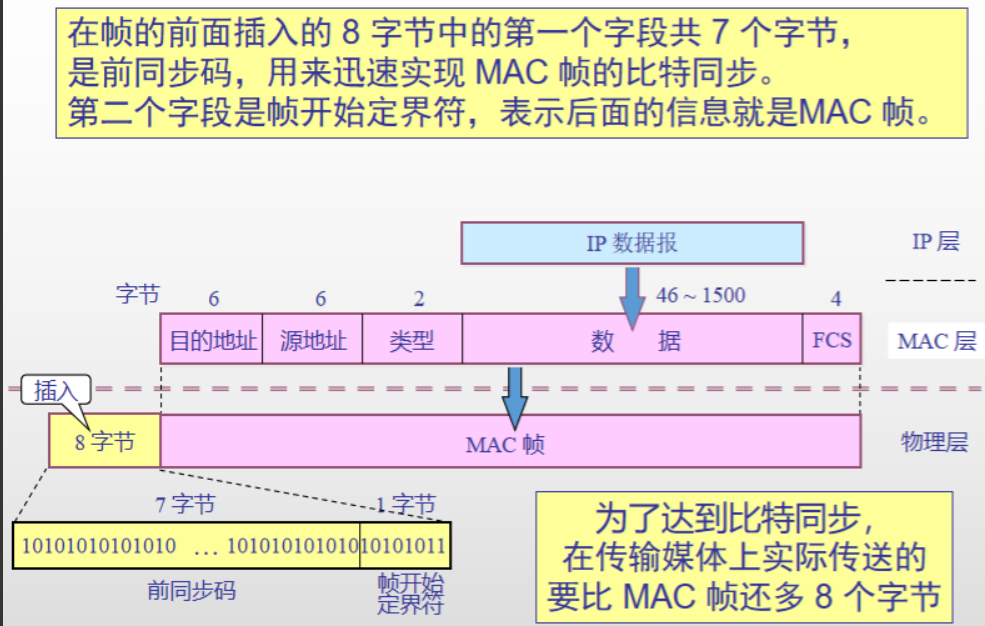 在帧的前面插入的 8 字节中的第一个字段共 7 个字节，
是前同步码，用来迅速实现 MAC 帧的比特同步。
第二个字段是帧开始定界符，表示后面的信息就是MAC 帧。
IP 数据报
IP 层
字节
6
6
2
46 ~ 1500
4
目的地址
源地址
类型
数 据
FCS
MAC 层
插入
8 字节
MAC 帧
物理层
7 字节
1 字节
10101010101010 … 101010101010
10101011
前同步码
帧开始
定界符
为了达到比特同步，
在传输媒体上实际传送的
要比 MAC 帧还多 8 个字节